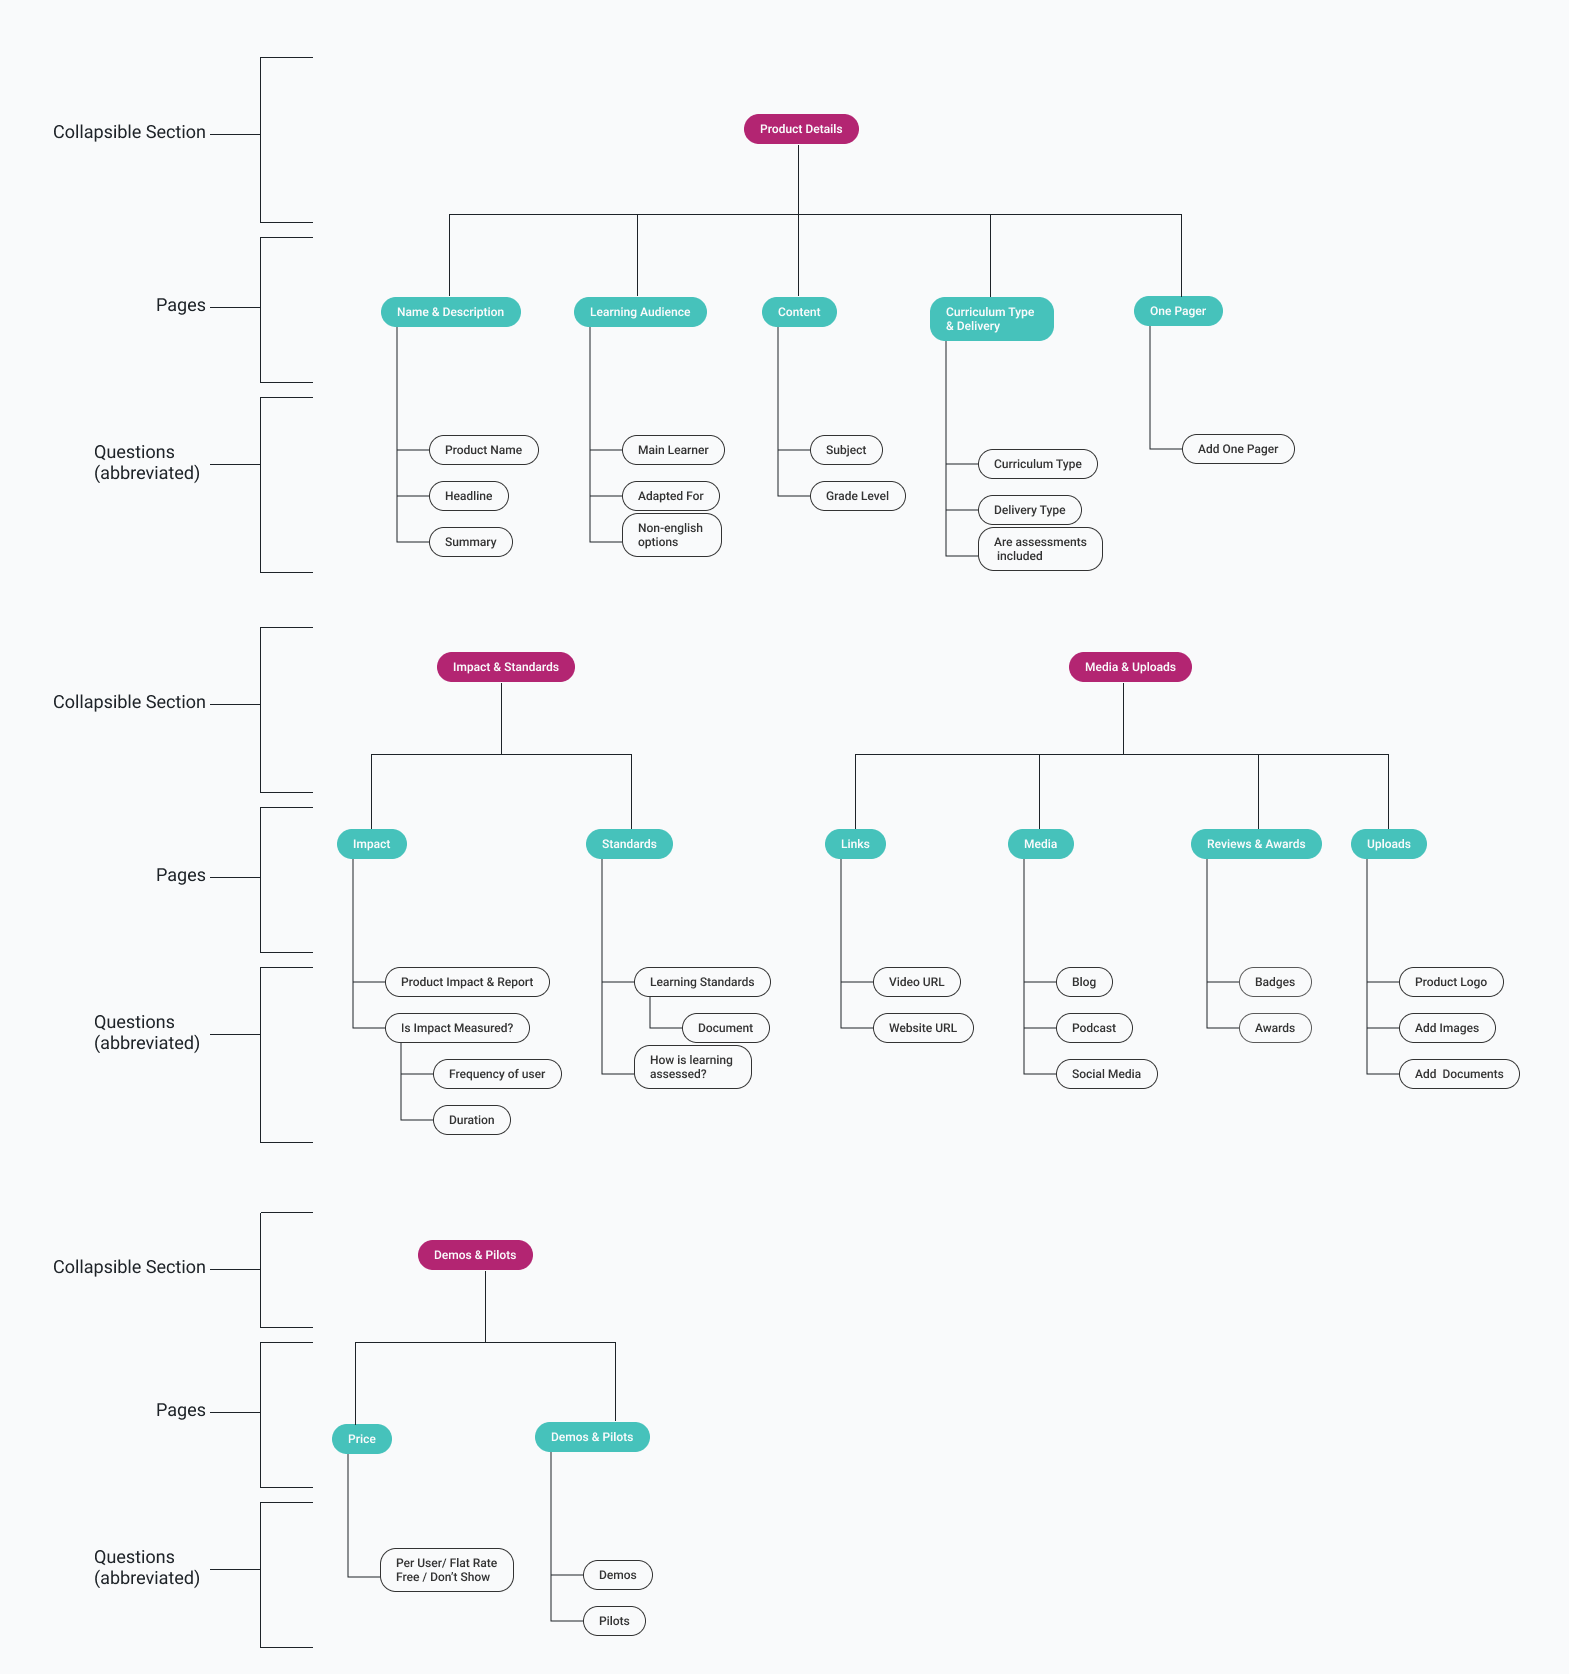 Collapsible Section
Product Details
Pages
Name & Description
Learning Audience
Content
Curriculum Type
& Delivery
One Pager
Questions
(abbreviated)
Product Name
Headline
Summary
Main Learner
Adapted For
Non-english
options
Subject
Grade Level
Curriculum Type
Delivery Type
Are assessments
included
Add One Pager
Collapsible Section
Impact & Standards
Media & Uploads
Pages
Impact
Standards
Links
Media
Reviews & Awards
Uploads
Questions
(abbreviated)
Product Impact & Report
Is Impact Measured?
Frequency of user
Duration
Learning Standards
Document
How is learning
assessed?
Video URL
Website URL
Blog
Podcast
Social Media
Badges
Awards
Product Logo
Add Images
Add  Documents
Collapsible Section
Demos & Pilots
Pages
Price
Demos & Pilots
Questions
(abbreviated)
Per User/ Flat Rate
Free / Don't Show
Demos
Pilots